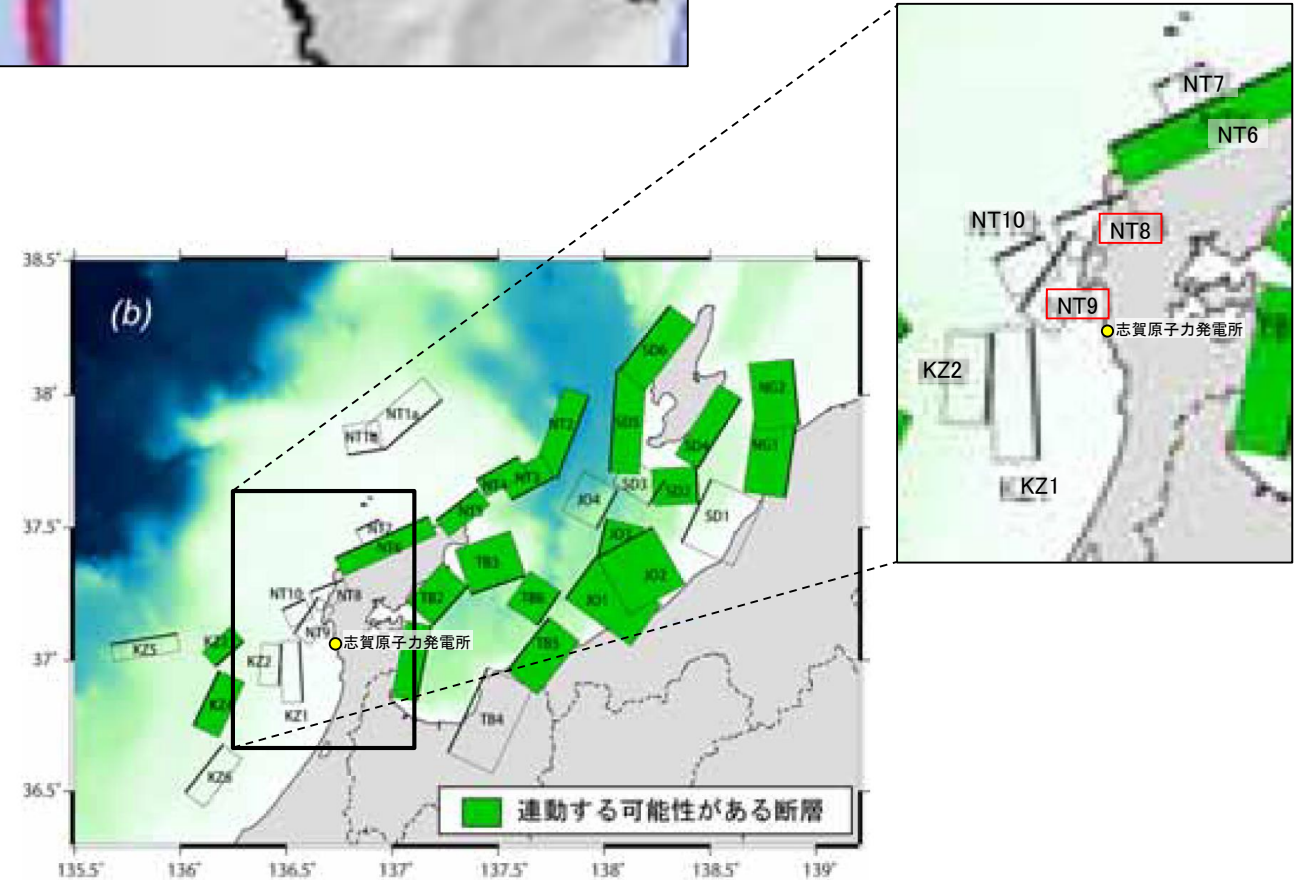 NT7
NT6
NT10
NT8
NT9
志賀原子力発電所
KZ2
KZ1
38.5°
38°
37.5°
37°
36.5°
(b)
SD6
NG2
NT1a
NT2
SD5
SD4
NG1
NT4
NT3
SD3
SD2
JO4
SD1
NT5
NT7
NT6
JO3
TB3
JO2
NT10
NT8
TB2
TB6
JO1
NT9
志賀原子力発電所
KZ5
KZ3
KZ2
TB5
KZ1
TB4
KZ6
連動する可能性がある断層
135.5°
136°
136.5°
137°
137.5°
138°
138.5°
139°